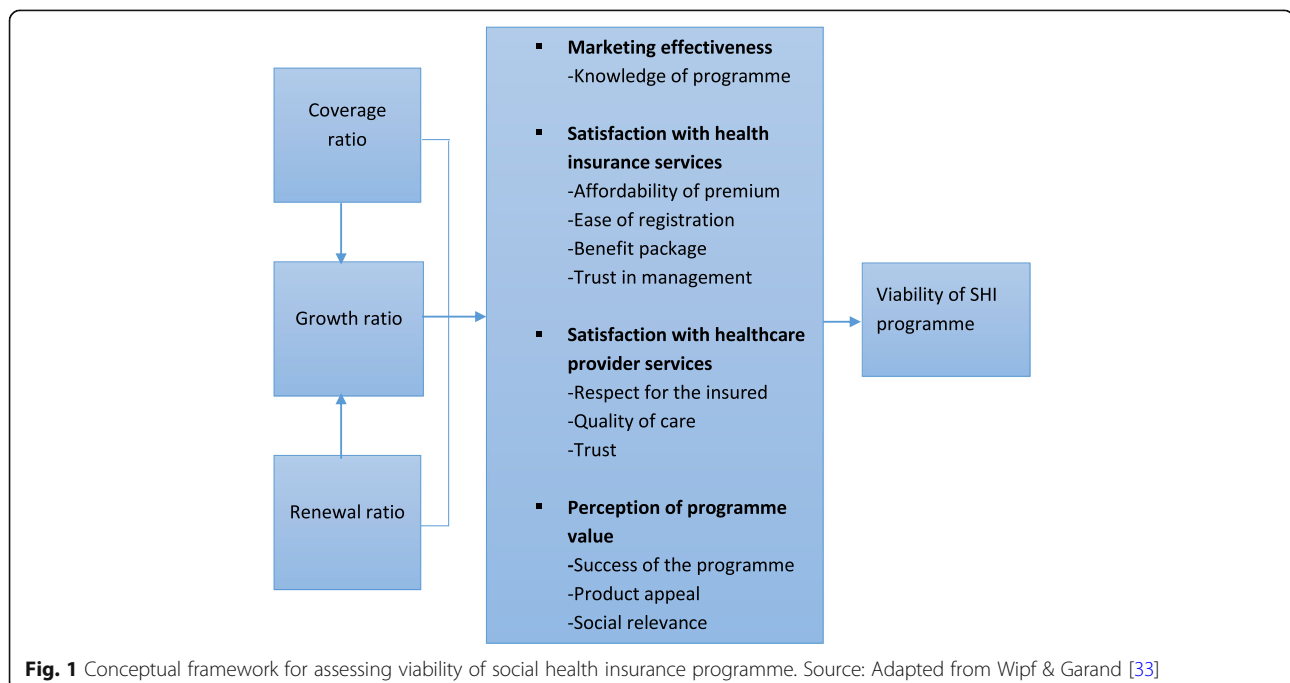 Coverage
ratio
Growth ratio
Renewal ratio
▪ Marketing effectiveness
-Knowledge of programme
▪ Satisfaction with health
insurance services
-Affordability of premium
-Ease of registration
-Benefit package
-Trust in management
▪ Satisfaction with healthcare
provider services
-Respect for the insured
-Quality of care
-Trust
▪ Perception of programme
value
-Success of the programme
-Product appeal
-Social relevance
Viability of SHI
programme
Fig. 1 Conceptual framework for assessing viability of social health insurance programme. Source: Adapted from Wipf & Garand [33]